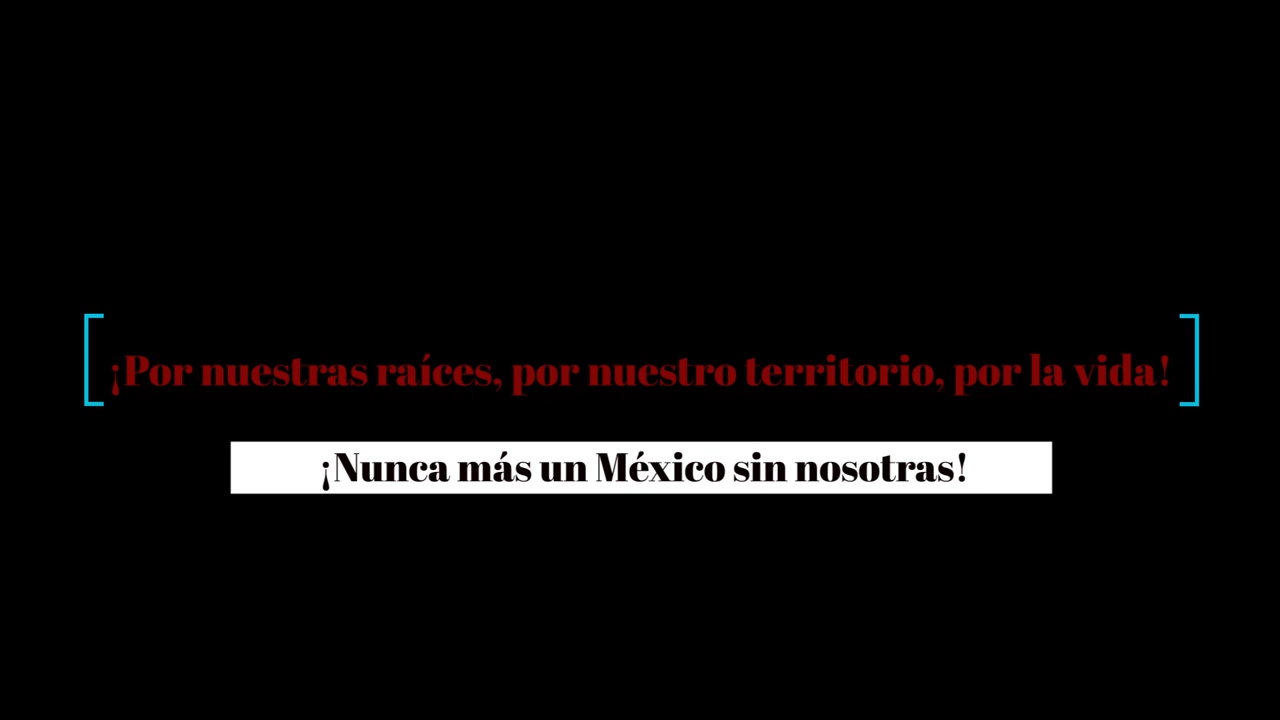 ¡Por nuestras raíces, por nuestro territorio, por la vida!
¡Nunca más un México sin nosotras!